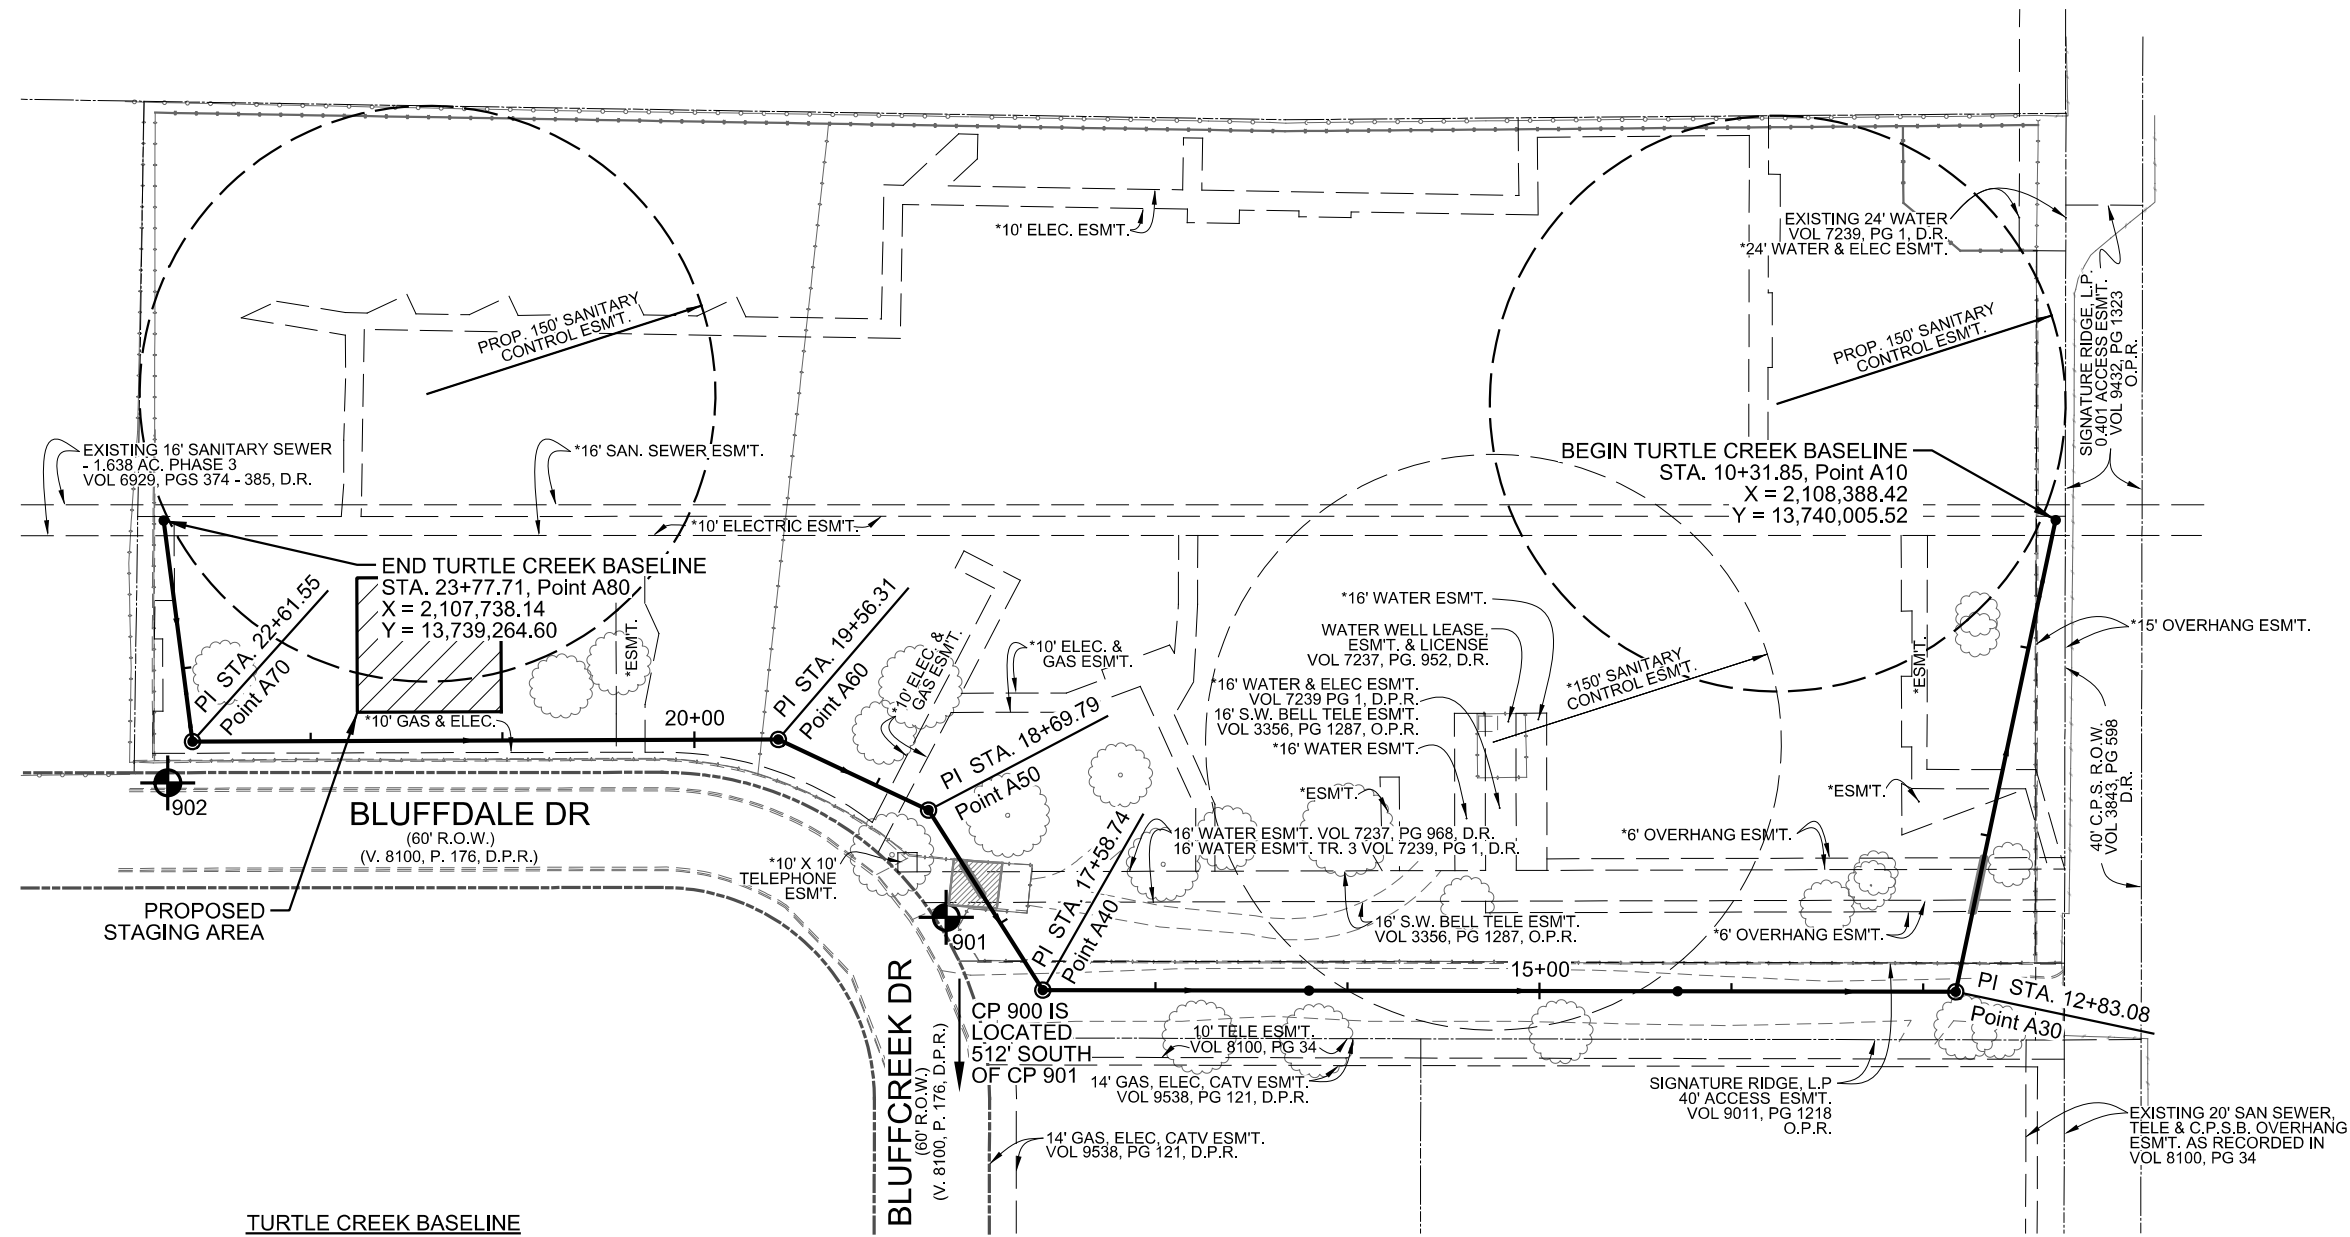 *10' ELEC. ESM'T.
EXISTING 24' WATER
VOL 7239, PG 1, D.R.
*24' WATER & ELEC ESM'T.
SIGNATURE RIDGE, L.P.
0.401 ACCESS ESM'T.
VOL 9432, PG 1323
O.P.R.
PROP. 150' SANITARY
CONTROL ESM'T.
PROP. 150' SANITARY
CONTROL ESM'T.
EXISTING 16' SANITARY SEWER
- 1.638 AC. PHASE 3
VOL 6929, PGS 374 - 385, D.R.
*16' SAN. SEWER ESM'T.
BEGIN TURTLE CREEK BASELINE
STA. 10+31.85, Point A10
X = 2,108,388.42
Y = 13,740,005.52
*10' ELECTRIC ESM'T.
END TURTLE CREEK BASELINE
STA. 23+77.71, Point A80
X = 2,107,738.14
Y = 13,739,264.60
PI STA. 22+61.55
Point A70
*ESM'T.
PI STA. 19+56.31
Point A60
*10' ELEC. &
GAS ESM'T.
*10' ELEC. &
GAS ESM'T.
*16' WATER ESM'T.
WATER WELL LEASE,
ESM'T. & LICENSE
VOL 7237, PG. 952, D.R.
*150' SANITARY
CONTROL ESM'T.
*ESM'T.
*15' OVERHANG ESM'T.
*16' WATER & ELEC ESM'T.
VOL 7239 PG 1, D.P.R.
16' S.W. BELL TELE ESM'T.
VOL 3356, PG 1287, O.P.R.
*16' WATER ESM'T.
*10' GAS & ELEC.
20+00
PI STA. 18+69.79
Point A50
40' C.P.S. R.O.W.
VOL 3843, PG 598
D.R.
*ESM'T.
*ESM'T.
902
BLUFFDALE DR
(60' R.O.W.)
(V. 8100, P. 176, D.P.R.)
16' WATER ESM'T. VOL 7237, PG 968, D.R.
16' WATER ESM'T. TR. 3 VOL 7239, PG 1, D.R.
*6' OVERHANG ESM'T.
*10' X 10'
TELEPHONE
ESM'T.
PI STA. 17+58.74
Point A40
PROPOSED
STAGING AREA
901
16' S.W. BELL TELE ESM'T.
VOL 3356, PG 1287, O.P.R.
*6' OVERHANG ESM'T.
15+00
PI STA. 12+83.08
Point A30
CP 900 IS
LOCATED
512' SOUTH
OF CP 901
BLUFFCREEK DR
(60' R.O.W.)
(V. 8100, P. 176, D.P.R.)
10' TELE ESM'T.
VOL 8100, PG 34
14' GAS, ELEC, CATV ESM'T.
VOL 9538, PG 121, D.P.R.
SIGNATURE RIDGE, L.P
40' ACCESS ESM'T.
VOL 9011, PG 1218
O.P.R.
EXISTING 20' SAN SEWER,
TELE & C.P.S.B. OVERHANG
ESM'T. AS RECORDED IN
VOL 8100, PG 34
14' GAS, ELEC, CATV ESM'T.
VOL 9538, PG 121, D.P.R.
TURTLE CREEK BASELINE